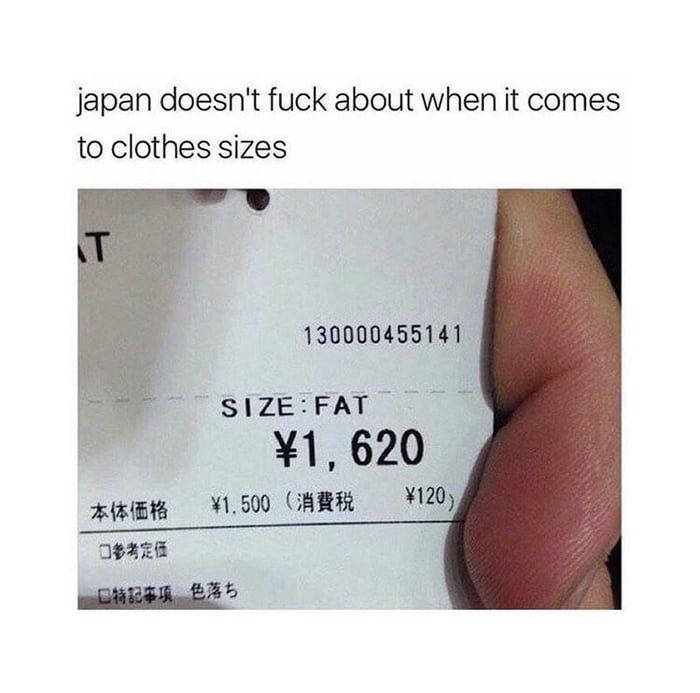 japan doesn't fuck about when it comes
to clothes sizes
AT
130000455141
SIZE:FAT
¥1,620
本体価格 ¥1,500 (消費税 ¥120)
□参考定価
□特記事項 色落ち